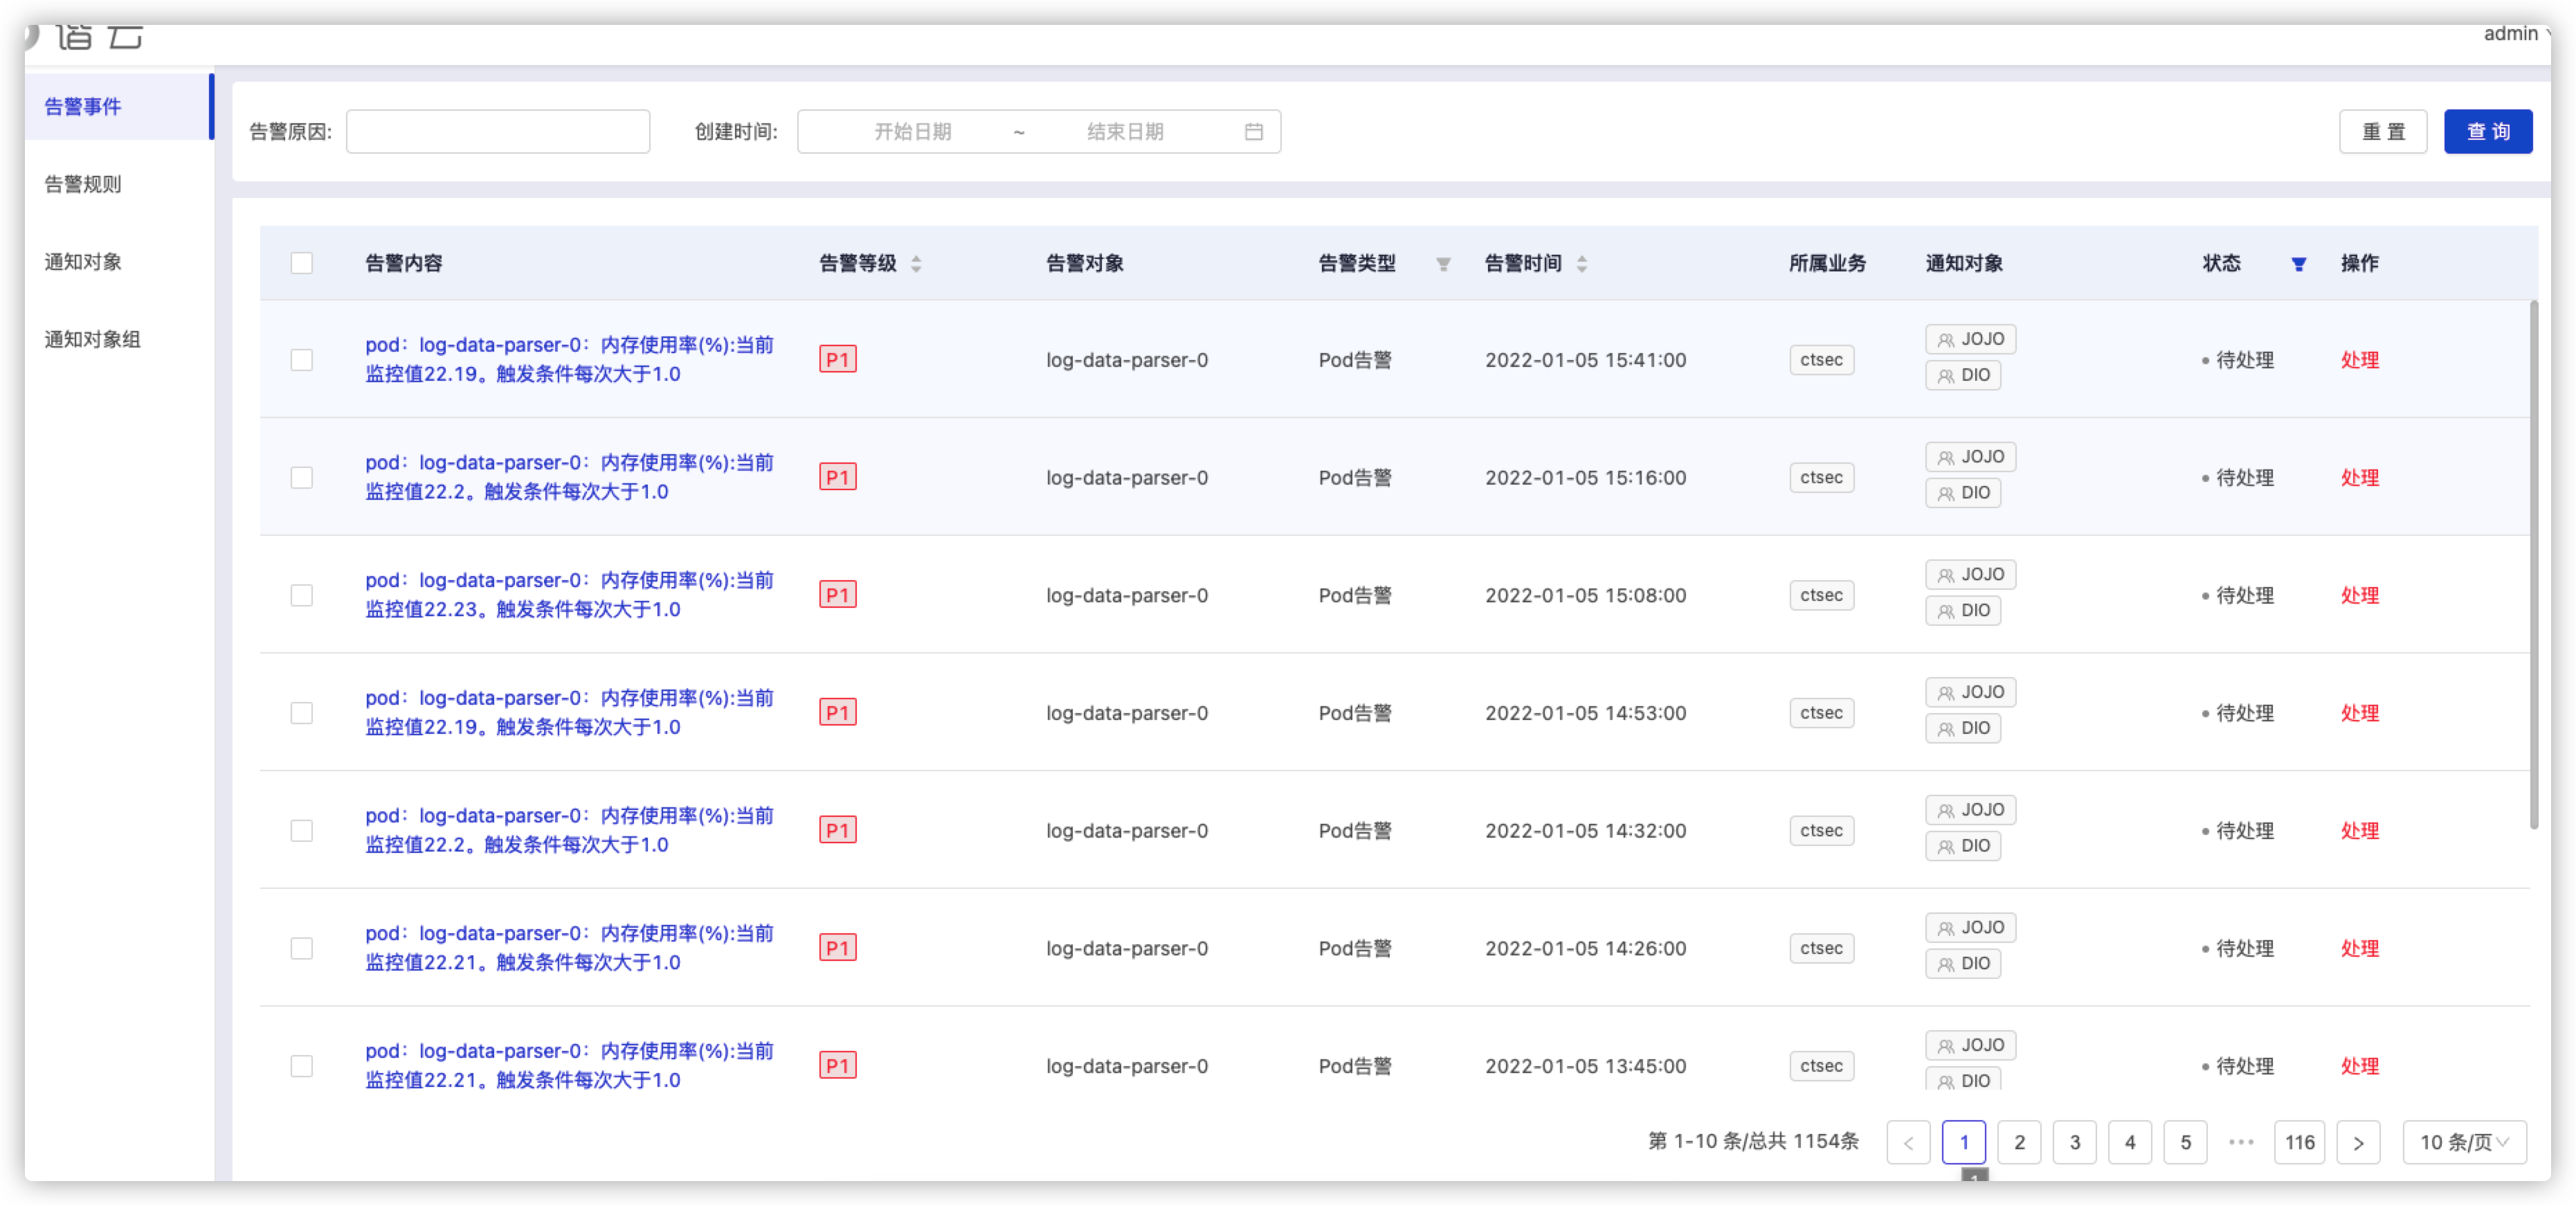 谐云
admin
告警事件
告警规则
通知对象
通知对象组
告警原因:
创建时间: 开始日期 ~ 结束日期
重 置 查 询
告警内容 告警等级 告警对象 告警类型 告警时间 所属业务 通知对象 状态 操作
pod：log-data-parser-0：内存使用率(%):当前
监控值22.19。触发条件每次大于1.0
P1 log-data-parser-0 Pod告警 2022-01-05 15:41:00 ctsec
JOJO
DIO
待处理 处理
pod：log-data-parser-0：内存使用率(%):当前
监控值22.2。触发条件每次大于1.0
P1 log-data-parser-0 Pod告警 2022-01-05 15:16:00 ctsec
JOJO
DIO
待处理 处理
pod：log-data-parser-0：内存使用率(%):当前
监控值22.23。触发条件每次大于1.0
P1 log-data-parser-0 Pod告警 2022-01-05 15:08:00 ctsec
JOJO
DIO
待处理 处理
pod：log-data-parser-0：内存使用率(%):当前
监控值22.19。触发条件每次大于1.0
P1 log-data-parser-0 Pod告警 2022-01-05 14:53:00 ctsec
JOJO
DIO
待处理 处理
pod：log-data-parser-0：内存使用率(%):当前
监控值22.2。触发条件每次大于1.0
P1 log-data-parser-0 Pod告警 2022-01-05 14:32:00 ctsec
JOJO
DIO
待处理 处理
pod：log-data-parser-0：内存使用率(%):当前
监控值22.21。触发条件每次大于1.0
P1 log-data-parser-0 Pod告警 2022-01-05 14:26:00 ctsec
JOJO
DIO
待处理 处理
pod：log-data-parser-0：内存使用率(%):当前
监控值22.21。触发条件每次大于1.0
P1 log-data-parser-0 Pod告警 2022-01-05 13:45:00 ctsec
JOJO
DIO
待处理 处理
第 1-10 条/总共 1154条 < 1 2 3 4 5 ••• 116 > 10 条/页
1